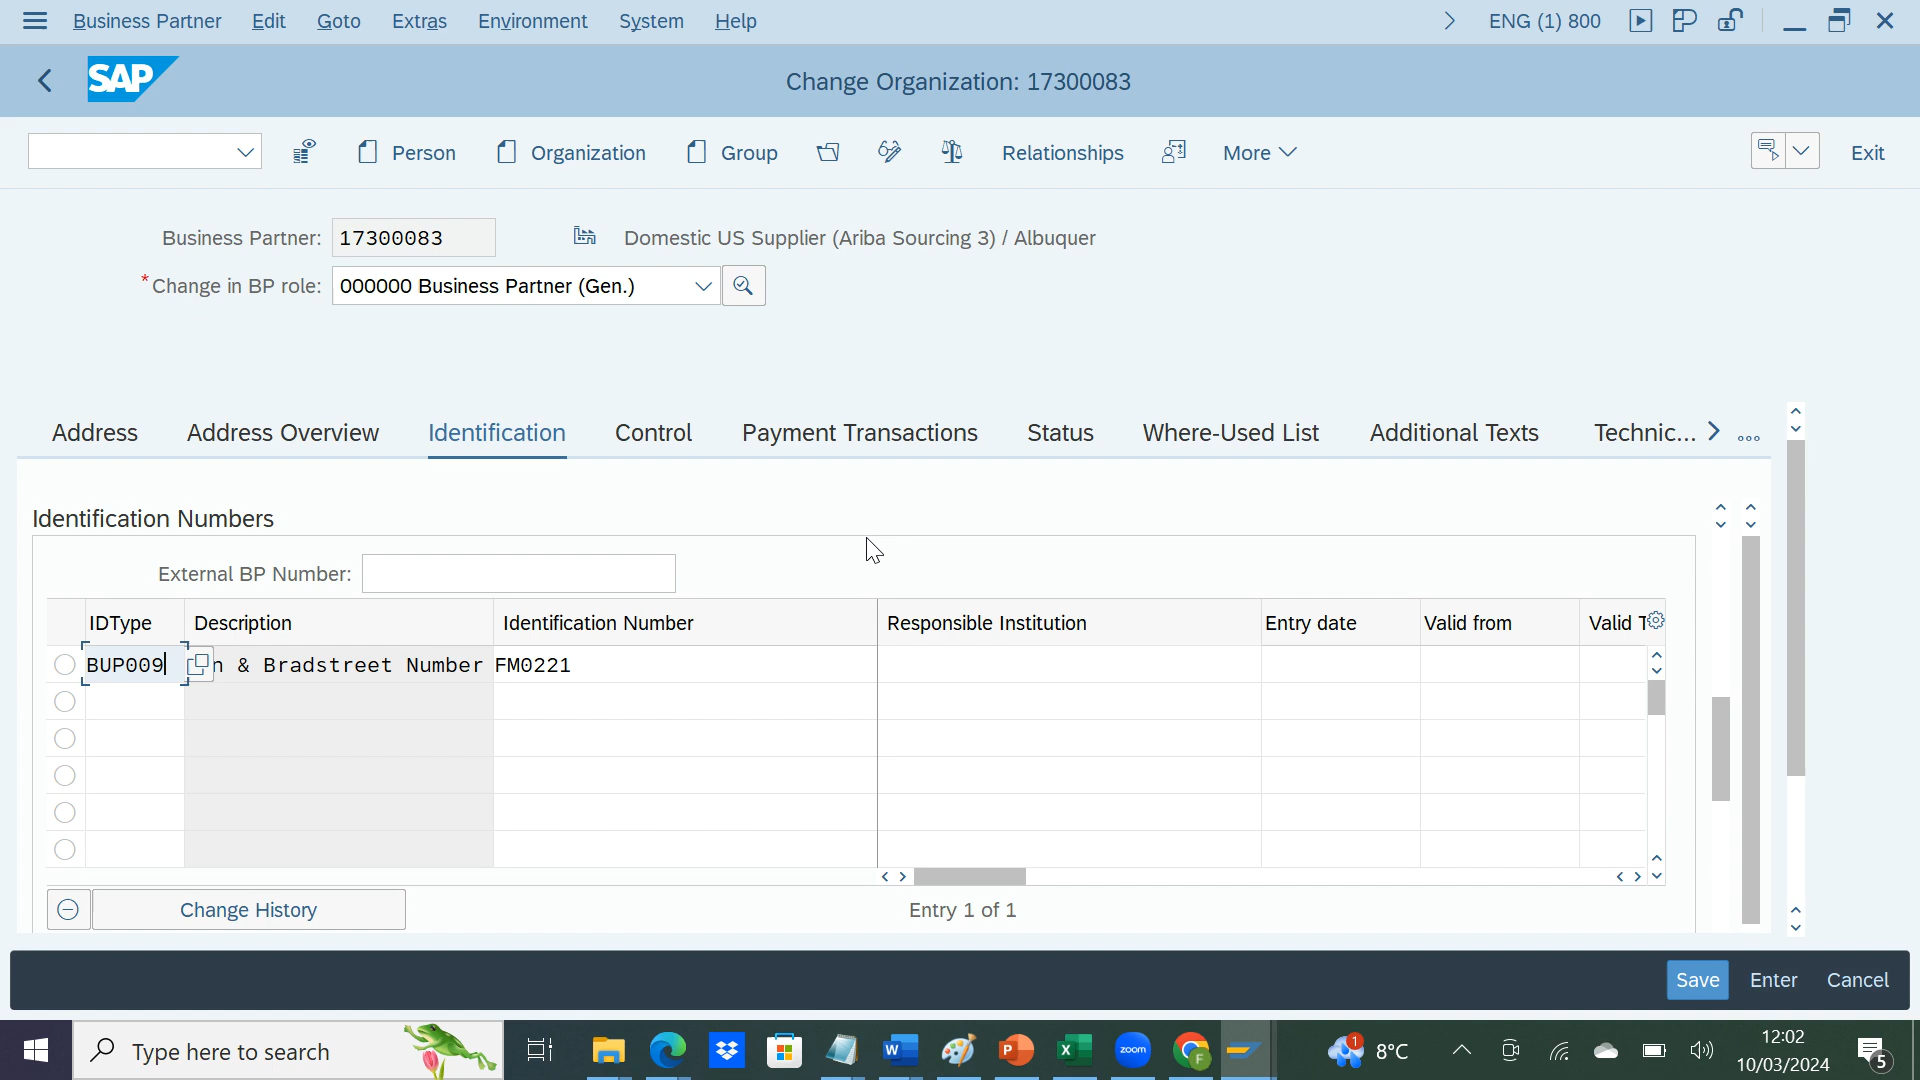 Business Partner Edit Goto Extras Environment System Help ENG (1) 800
SAP Change Organization: 17300083
Person Organization Group Relationships More Exit
Business Partner: 17300083 Domestic US Supplier (Ariba Sourcing 3) / Albuquer
* Change in BP role: 000000 Business Partner (Gen.)
Address Address Overview Identification Control Payment Transactions Status Where-Used List Additional Texts Technic...
Identification Numbers
External BP Number:
IDType Description Identification Number Responsible Institution Entry date Valid from Valid T
BUP009 n & Bradstreet Number FM0221
Change History Entry 1 of 1
Save Enter Cancel
Type here to search zoom 1 8°C 12:02
10/03/2024 5